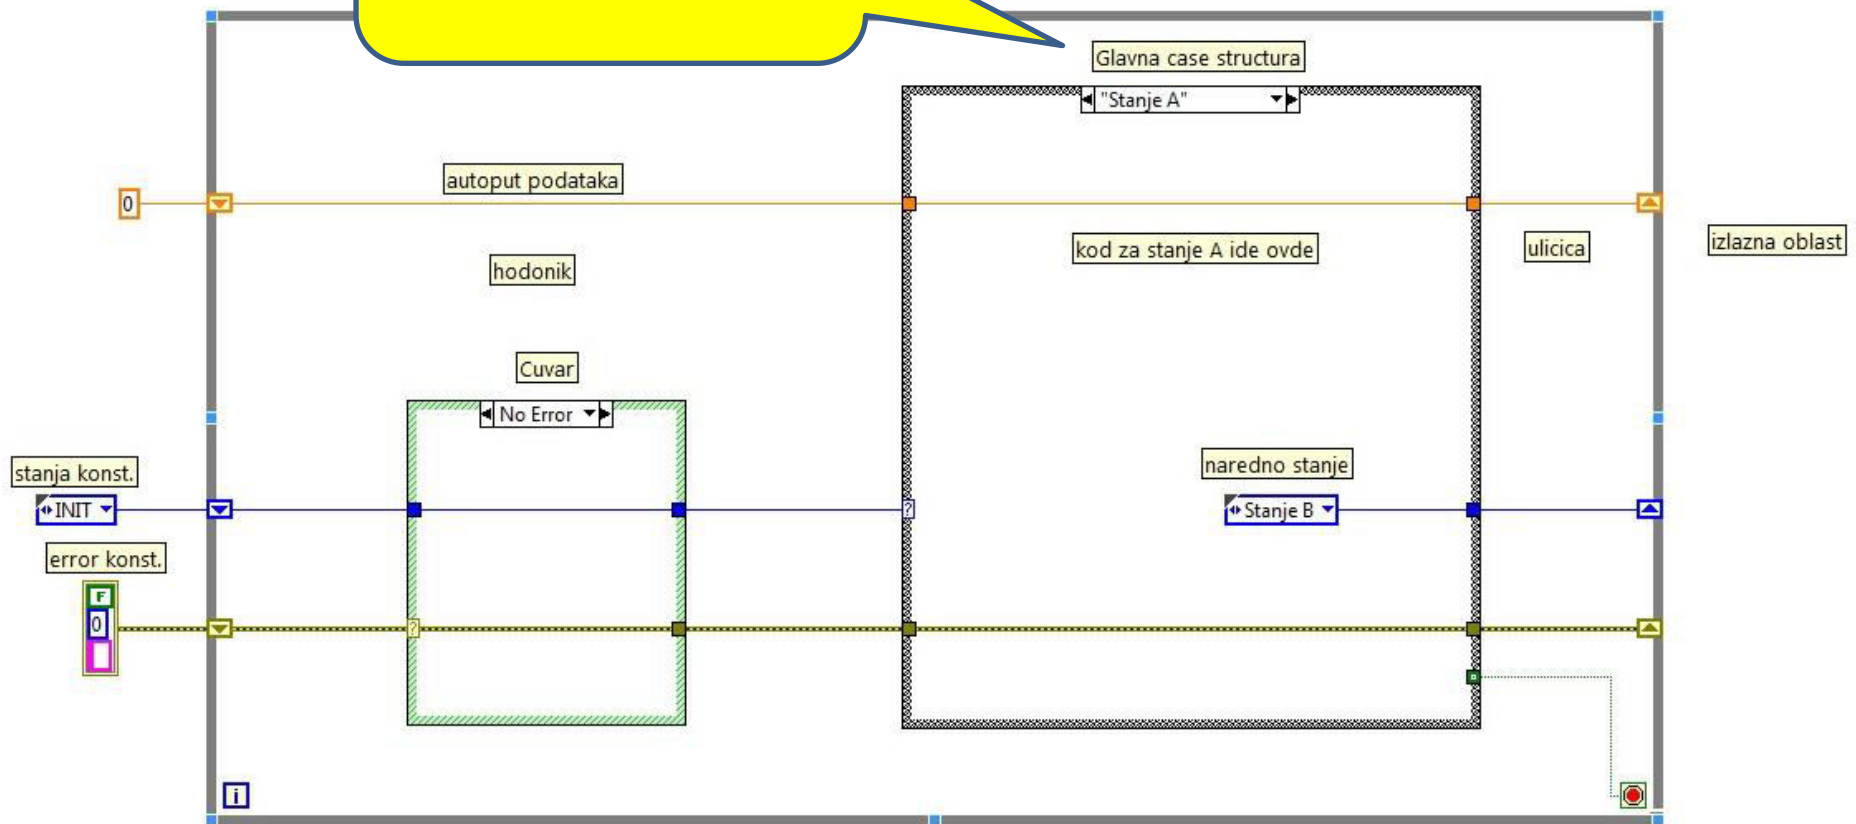 Glavna case structura
"Stanje A"
autoput podataka
0
kod za stanje A ide ovde
ulicica
izlazna oblast
hodonik
Cuvar
No Error
stanja konst.
INIT
naredno stanje
Stanje B
error konst.
F
0
?
?
i